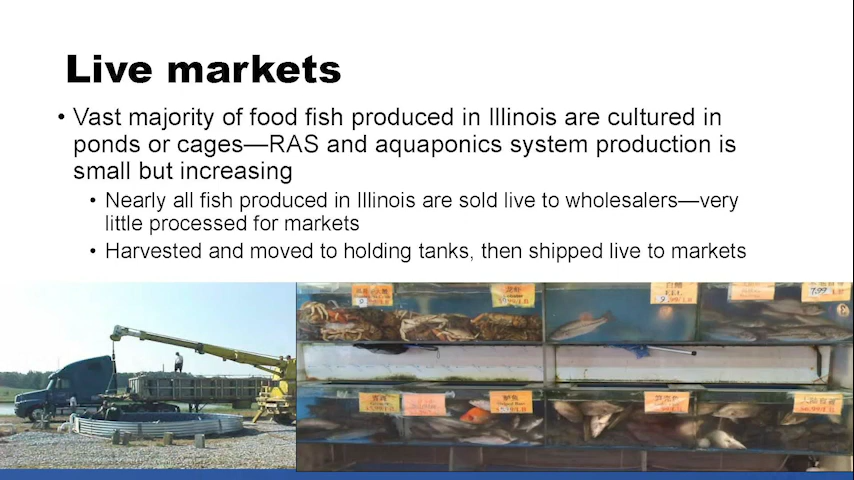 Live markets
• Vast majority of food fish produced in Illinois are cultured in
ponds or cages—RAS and aquaponics system production is
small but increasing
• Nearly all fish produced in Illinois are sold live to wholesalers—very
little processed for markets
• Harvested and moved to holding tanks, then shipped live to markets